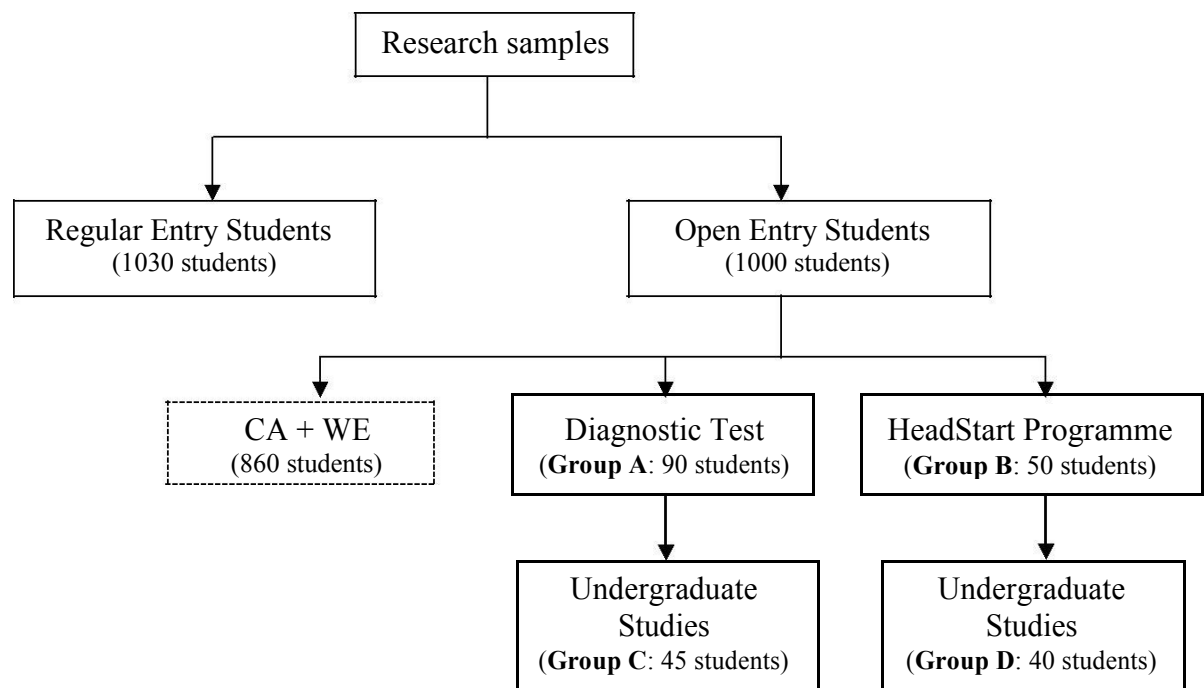 Research samples
Regular Entry Students
(1030 students)
Open Entry Students
(1000 students)
CA + WE
(860 students)
Diagnostic Test
(Group A: 90 students)
HeadStart Programme
(Group B: 50 students)
Undergraduate
Studies
(Group C: 45 students)
Undergraduate
Studies
(Group D: 40 students)